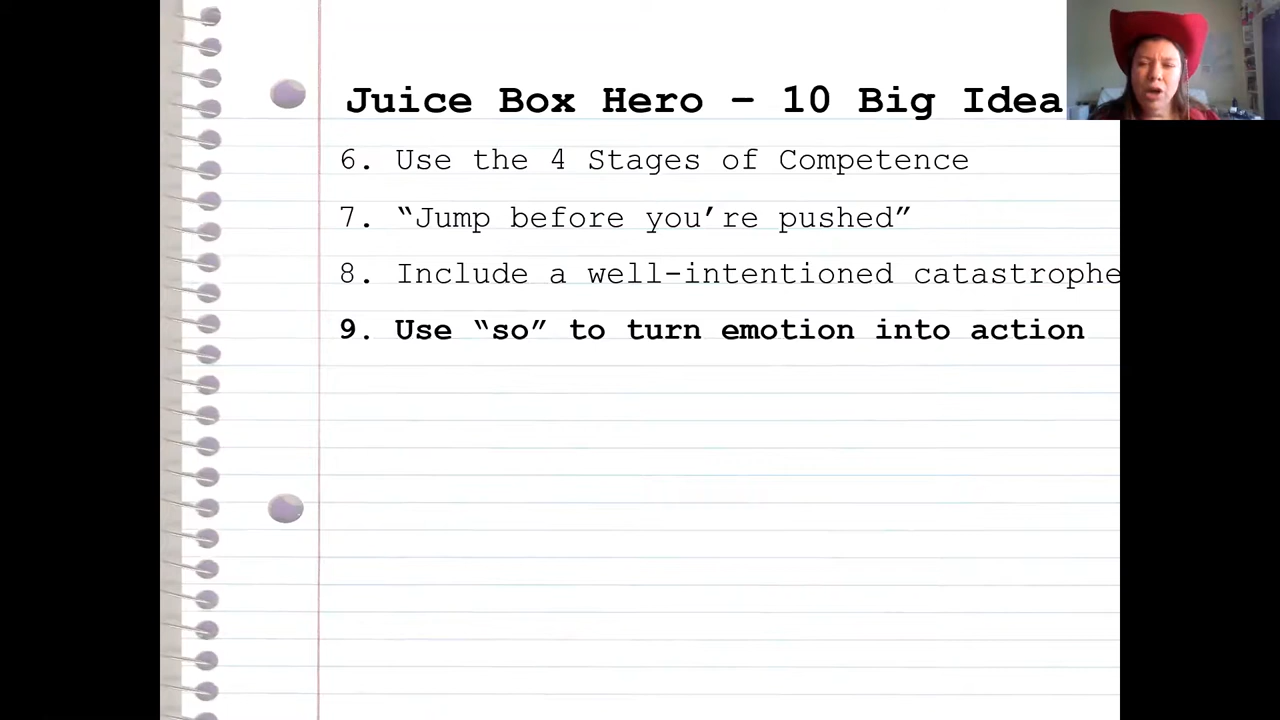 Juice Box Hero – 10 Big Idea
6. Use the 4 Stages of Competence
7. “Jump before you’re pushed”
8. Include a well-intentioned catastrophe
9. Use “so” to turn emotion into action